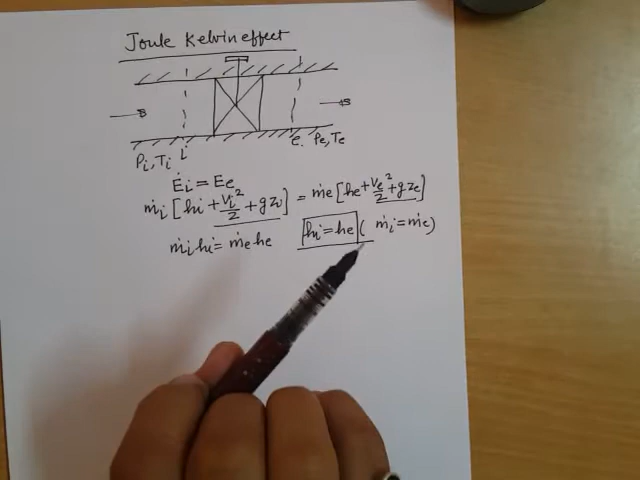 Joule Kelvin effect
Pi, Ti i e. Pe, Te
Ėi = Ėe
ṁi [hi + Vi²/2 + gZi] = ṁe [he + Ve²/2 + gZe]
ṁi hi = ṁe he hi = he ( ṁi = ṁe)